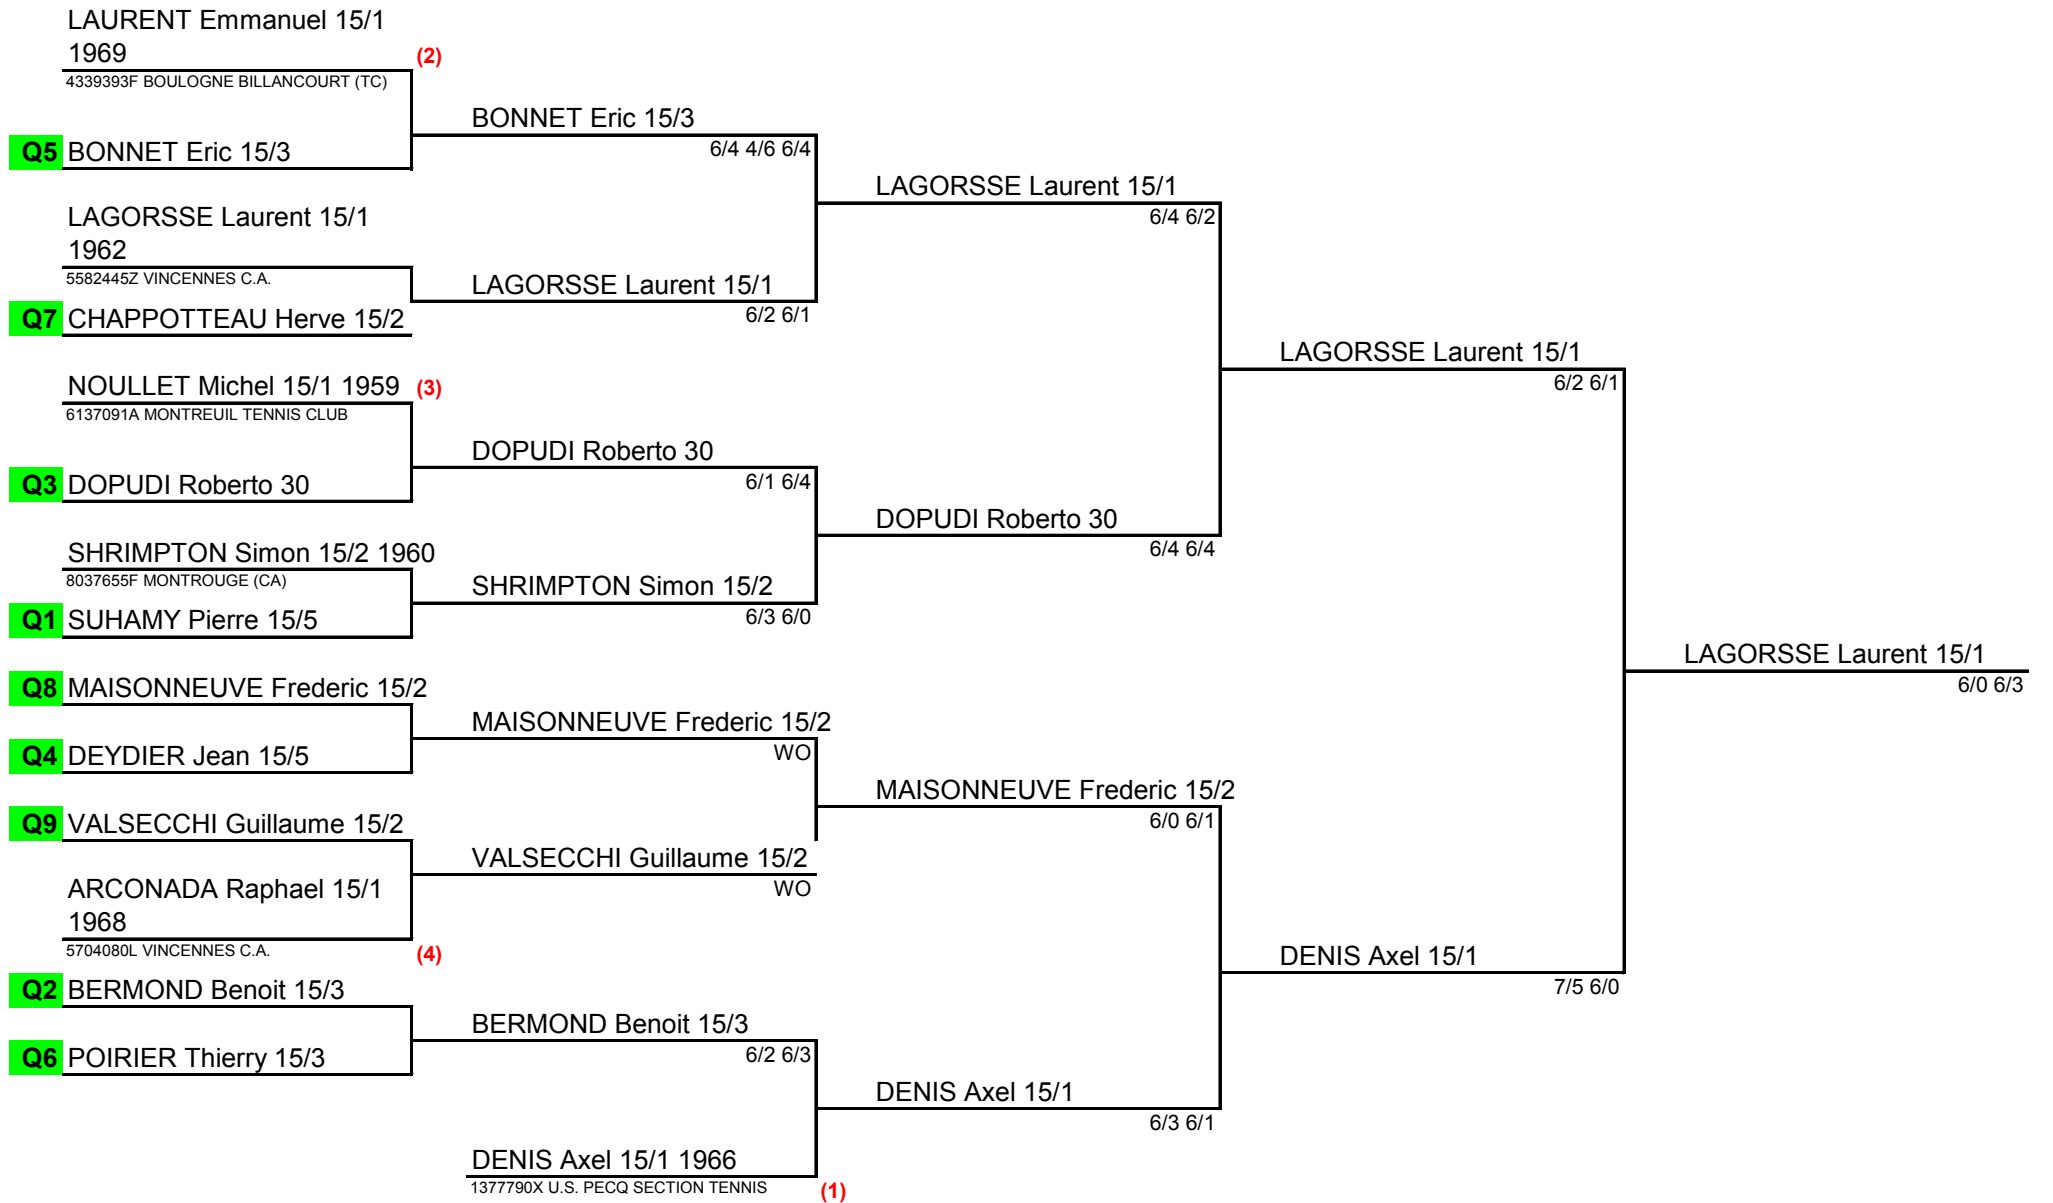 LAURENT Emmanuel 15/1
1969
(2)
4339393F BOULOGNE BILLANCOURT (TC)
Q5 BONNET Eric 15/3
LAGORSSE Laurent 15/1
1962
5582445Z VINCENNES C.A.
Q7 CHAPPOTTEAU Herve 15/2
NOULLET Michel 15/1 1959 (3)
6137091A MONTREUIL TENNIS CLUB
Q3 DOPUDI Roberto 30
SHRIMPTON Simon 15/2 1960
8037655F MONTROUGE (CA)
Q1 SUHAMY Pierre 15/5
Q8 MAISONNEUVE Frederic 15/2
Q4 DEYDIER Jean 15/5
Q9 VALSECCHI Guillaume 15/2
ARCONADA Raphael 15/1
1968
5704080L VINCENNES C.A.
(4)
Q2 BERMOND Benoit 15/3
Q6 POIRIER Thierry 15/3
BONNET Eric 15/3
6/4 4/6 6/4
LAGORSSE Laurent 15/1
6/2 6/1
DOPUDI Roberto 30
6/1 6/4
SHRIMPTON Simon 15/2
6/3 6/0
MAISONNEUVE Frederic 15/2
WO
VALSECCHI Guillaume 15/2
WO
BERMOND Benoit 15/3
6/2 6/3
DENIS Axel 15/1 1966
1377790X U.S. PECQ SECTION TENNIS
(1)
LAGORSSE Laurent 15/1
6/4 6/2
DOPUDI Roberto 30
6/4 6/4
MAISONNEUVE Frederic 15/2
6/0 6/1
DENIS Axel 15/1
6/3 6/1
LAGORSSE Laurent 15/1
6/2 6/1
DENIS Axel 15/1
7/5 6/0
LAGORSSE Laurent 15/1
6/0 6/3